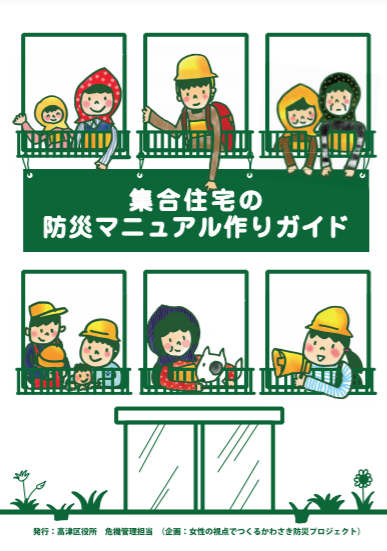 集合住宅の
防災マニュアル作りガイド
発行：高津区役所　危機管理担当　（企画：女性の視点でつくるかわさき防災プロジェクト）